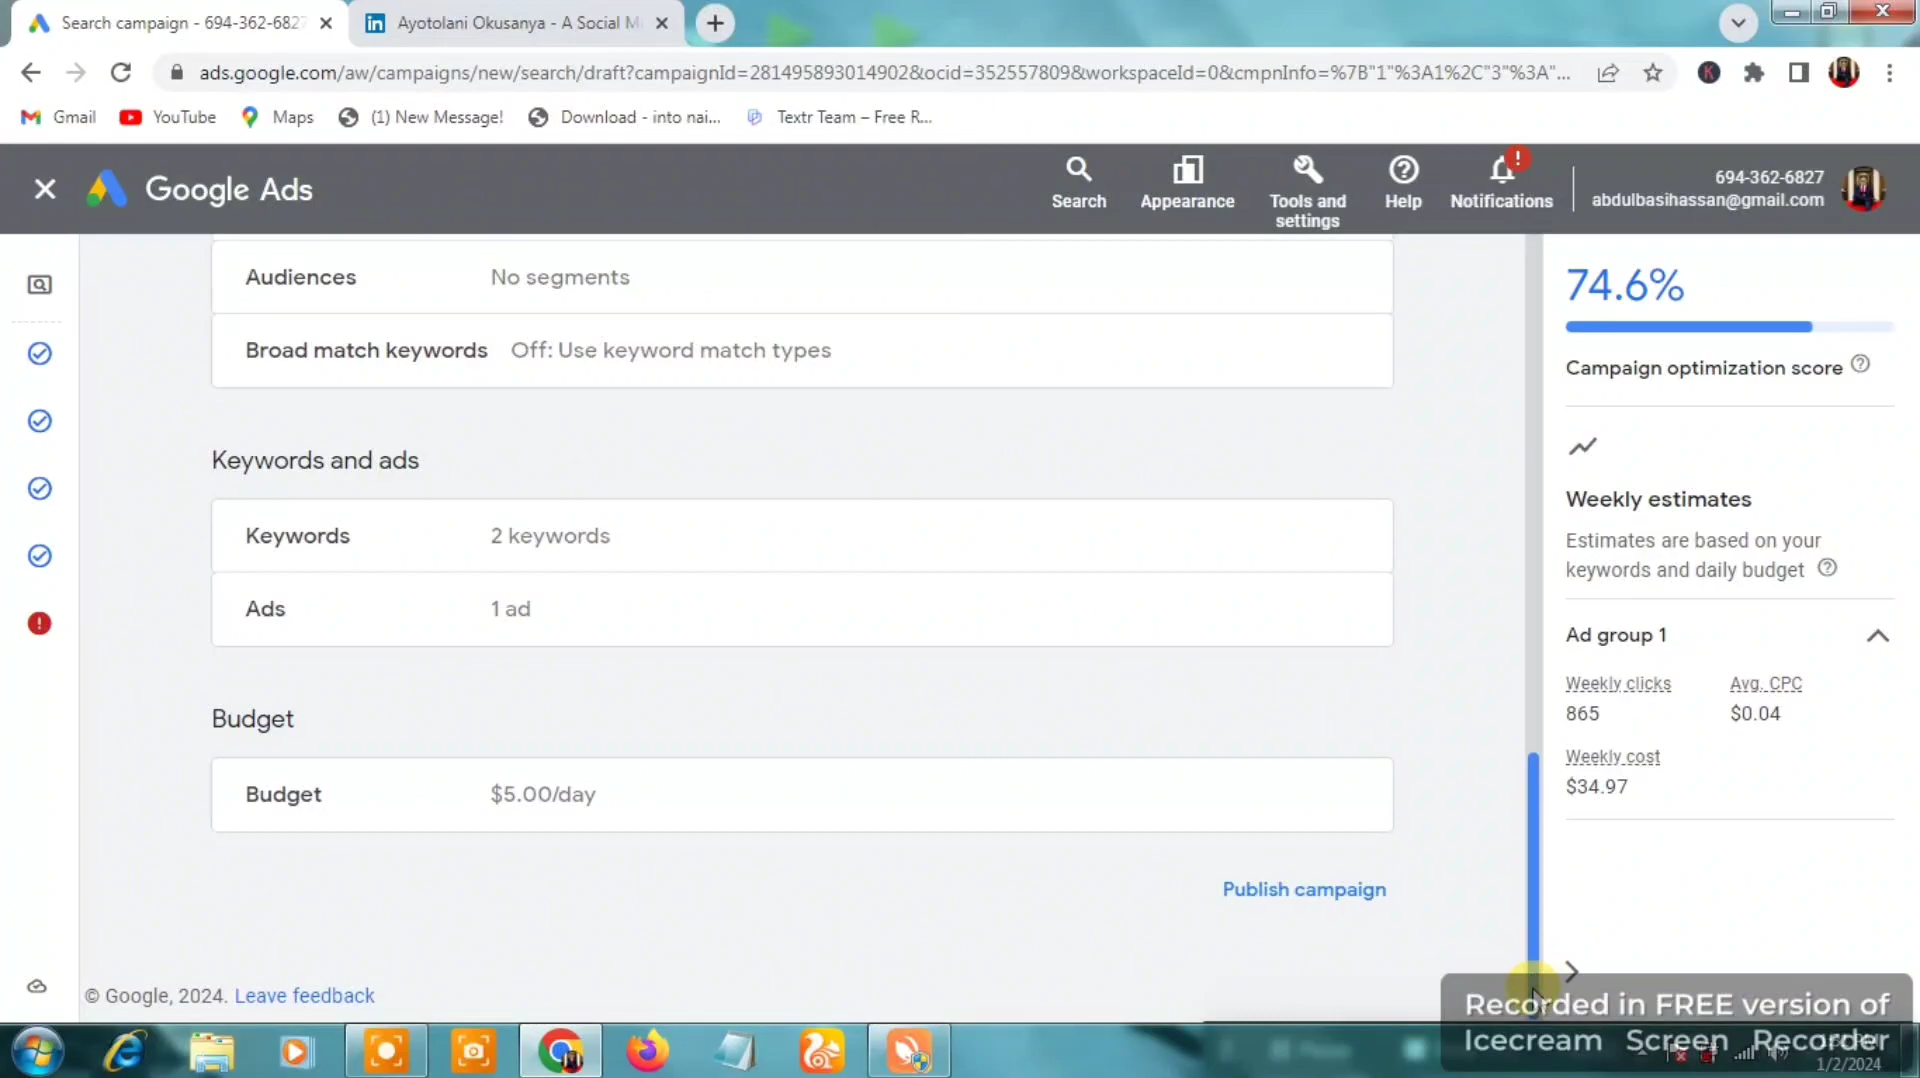 Search campaign - 694-362-6827
Ayotolani Okusanya - A Social M
ads.google.com/aw/campaigns/new/search/draft?campaignId=281495893014902&ocid=352557809&workspaceId=0&cmpnInfo=%7B"1"%3A1%2C"3"%3A"...
Gmail
YouTube
Maps
(1) New Message!
Download - into nai...
Textr Team – Free R...
Google Ads
Search
Appearance
Tools and
settings
Help
Notifications
694-362-6827
abdulbasihassan@gmail.com
Audiences No segments
Broad match keywords Off: Use keyword match types
Keywords and ads
Keywords 2 keywords
Ads 1 ad
Budget
Budget $5.00/day
Publish campaign
© Google, 2024. Leave feedback
74.6%
Campaign optimization score
Weekly estimates
Estimates are based on your
keywords and daily budget
Ad group 1
Weekly clicks Avg. CPC
865 $0.04
Weekly cost
$34.97
Recorded in FREE version of
Icecream Screen Recorder
1/2/2024